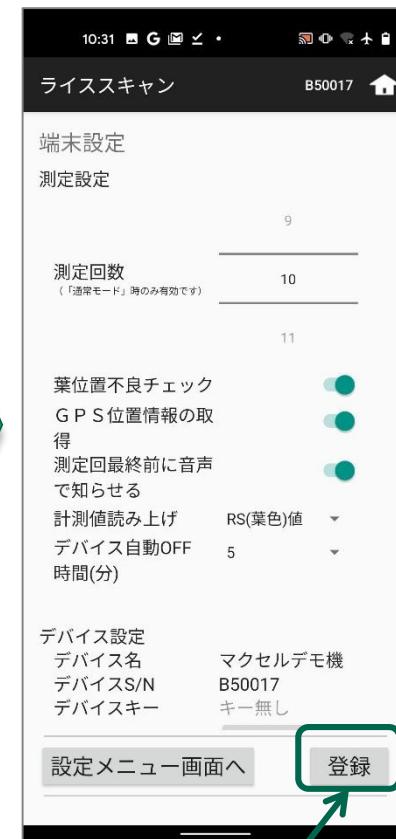 10:31 G
ライススキャン B50017
端末設定
測定設定
9
測定回数 10
(「通常モード」時のみ有効です)
11
葉位置不良チェック
GPS位置情報の取
得
測定回最終前に音声
で知らせる
計測値読み上げ RS(葉色)値
デバイス自動OFF 5
時間(分)
デバイス設定
デバイス名 マクセルデモ機
デバイスS/N B50017
デバイスキー キー無し
設定メニュー画面へ 登録